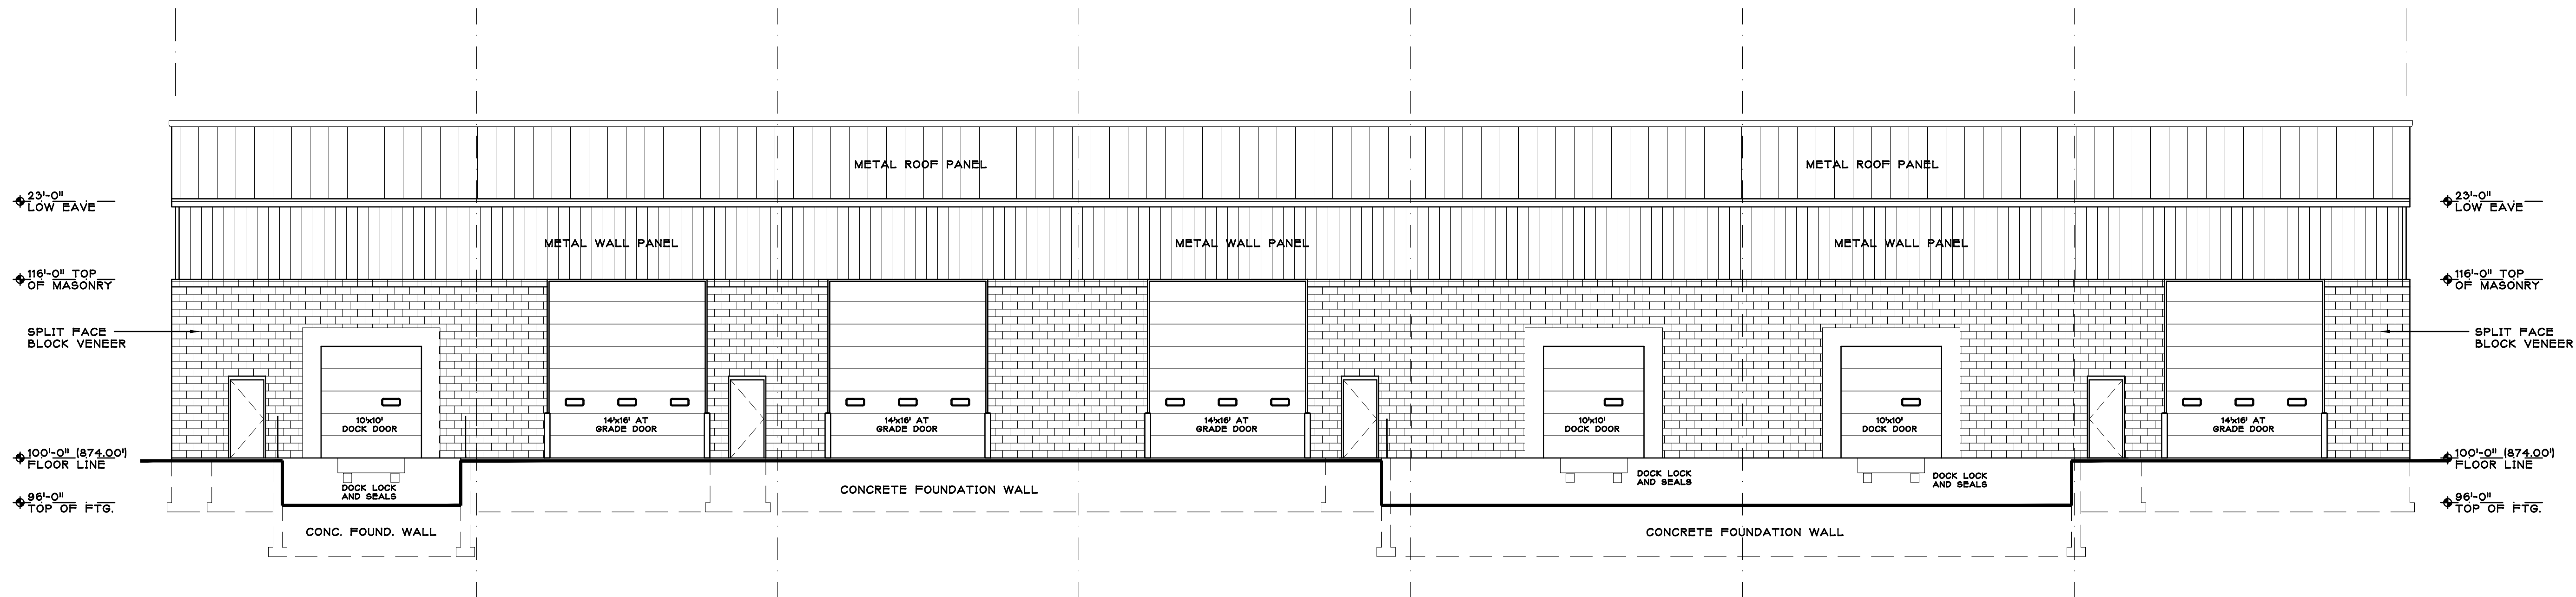 METAL ROOF PANEL
METAL ROOF PANEL
23'-0"
LOW EAVE
23'-0"
LOW EAVE
METAL WALL PANEL
METAL WALL PANEL
METAL WALL PANEL
116'-0" TOP
OF MASONRY
116'-0" TOP
OF MASONRY
SPLIT FACE
BLOCK VENEER
SPLIT FACE
BLOCK VENEER
10'x10'
DOCK DOOR
14'x16' AT
GRADE DOOR
14'x16' AT
GRADE DOOR
14'x16' AT
GRADE DOOR
10'x10'
DOCK DOOR
10'x10'
DOCK DOOR
14'x16' AT
GRADE DOOR
100'-0" (874.00')
FLOOR LINE
100'-0" (874.00')
FLOOR LINE
DOCK LOCK
AND SEALS
DOCK LOCK
AND SEALS
DOCK LOCK
AND SEALS
CONCRETE FOUNDATION WALL
96'-0"
TOP OF FTG.
96'-0"
TOP OF FTG.
CONC. FOUND. WALL
CONCRETE FOUNDATION WALL